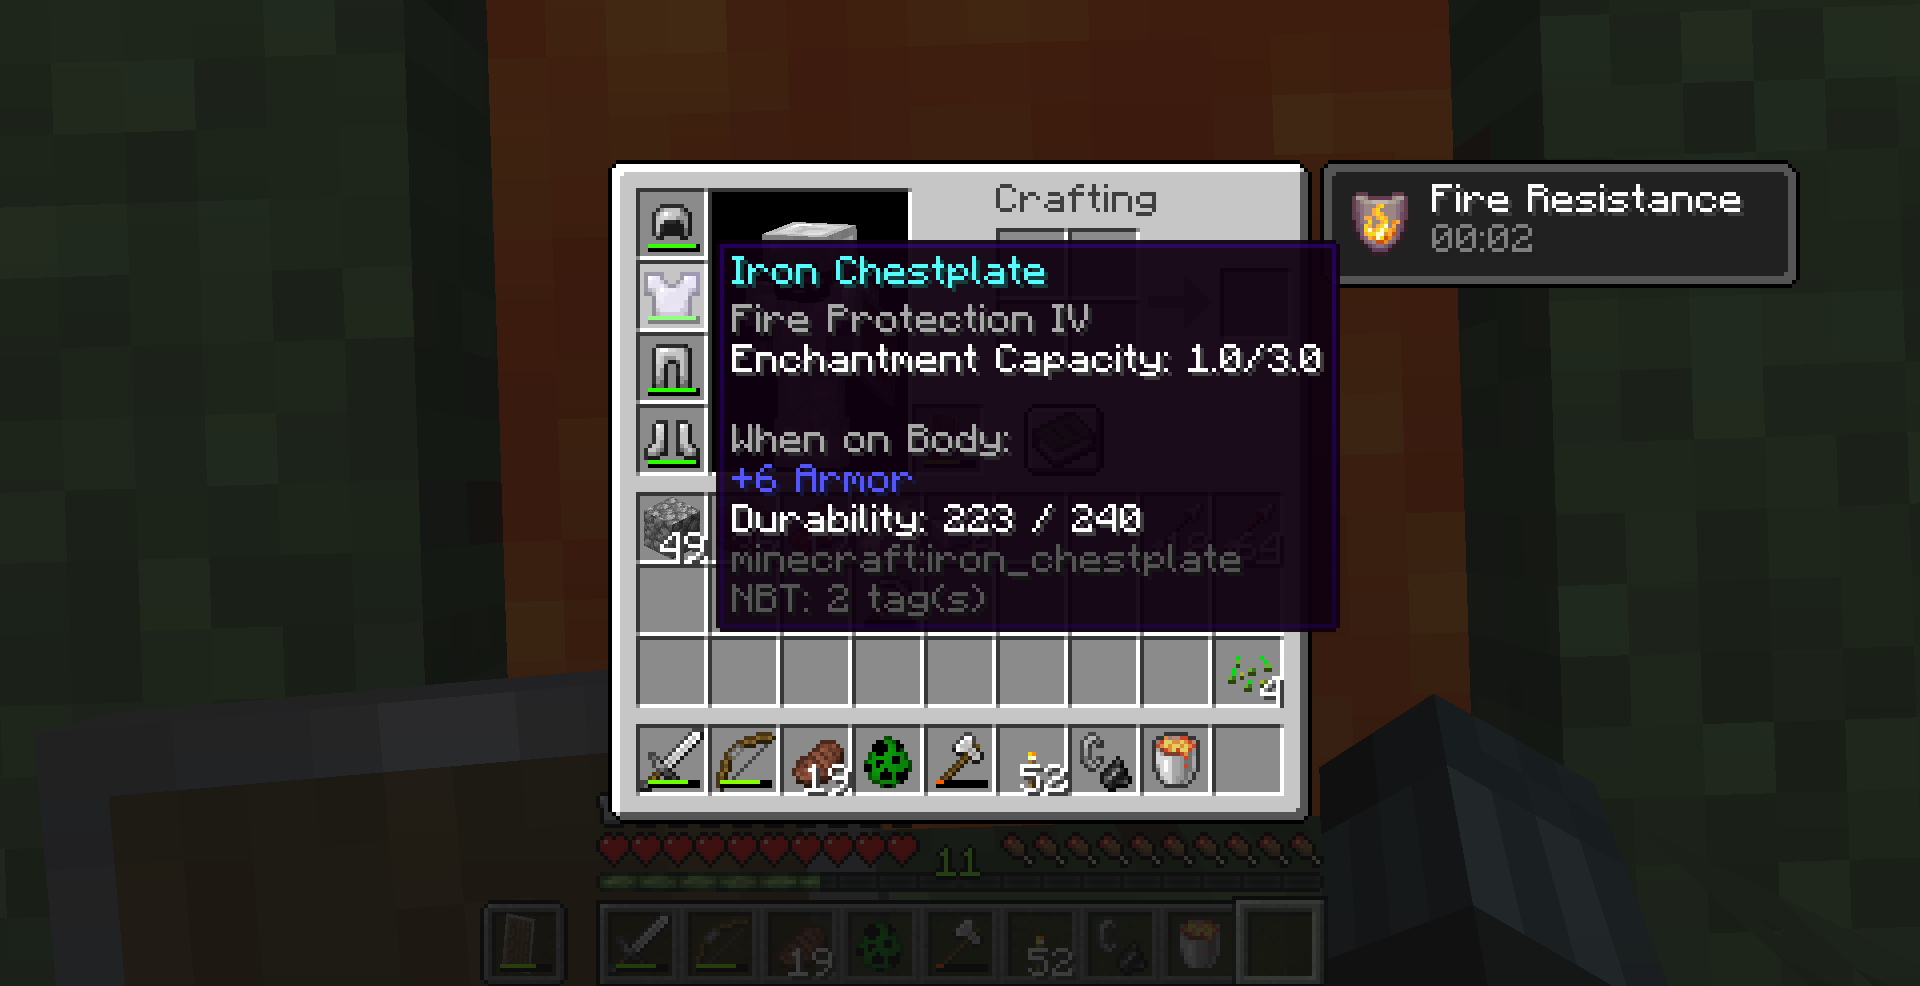 Crafting
Fire Resistance
00:02
Iron Chestplate
Fire Protection IV
Enchantment Capacity: 1.0/3.0
When on Body:
+6 Armor
Durability: 223 / 240
minecraft:iron_chestplate
NBT: 2 tag(s)
49
4
19
52
11
19
52